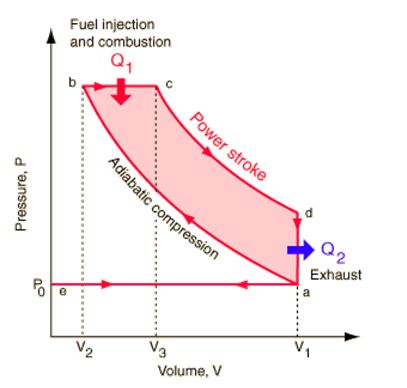 Fuel injection
and combustion
Q1
b
c
Power stroke
Adiabatic compression
Pressure, P
d
Q2
Exhaust
P0
e
a
V2
V3
V1
Volume, V